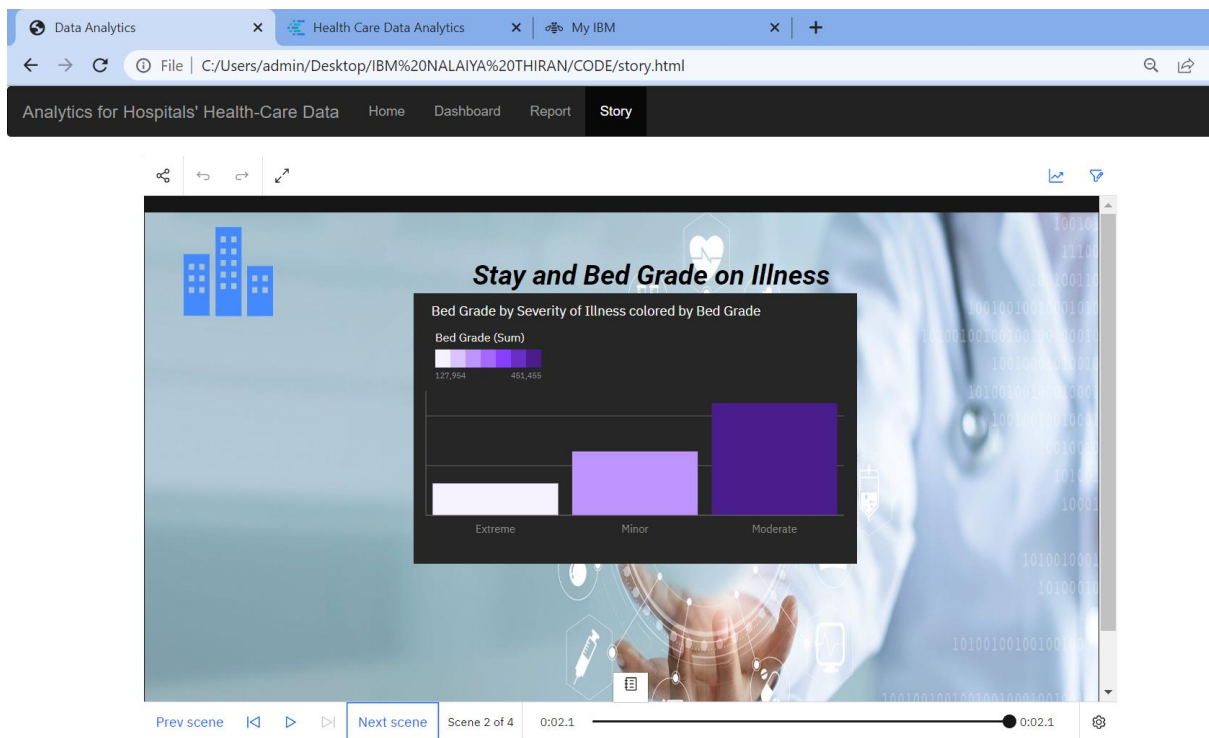 Data Analytics
Health Care Data Analytics
My IBM
File
C:/Users/admin/Desktop/IBM%20NALAIYA%20THIRAN/CODE/story.html
Analytics for Hospitals' Health-Care Data Home Dashboard Report Story
Stay and Bed Grade on Illness
Bed Grade by Severity of Illness colored by Bed Grade
Bed Grade (Sum)
127,954 451,455
Extreme Minor Moderate
Prev scene Next scene Scene 2 of 4 0:02.1 0:02.1